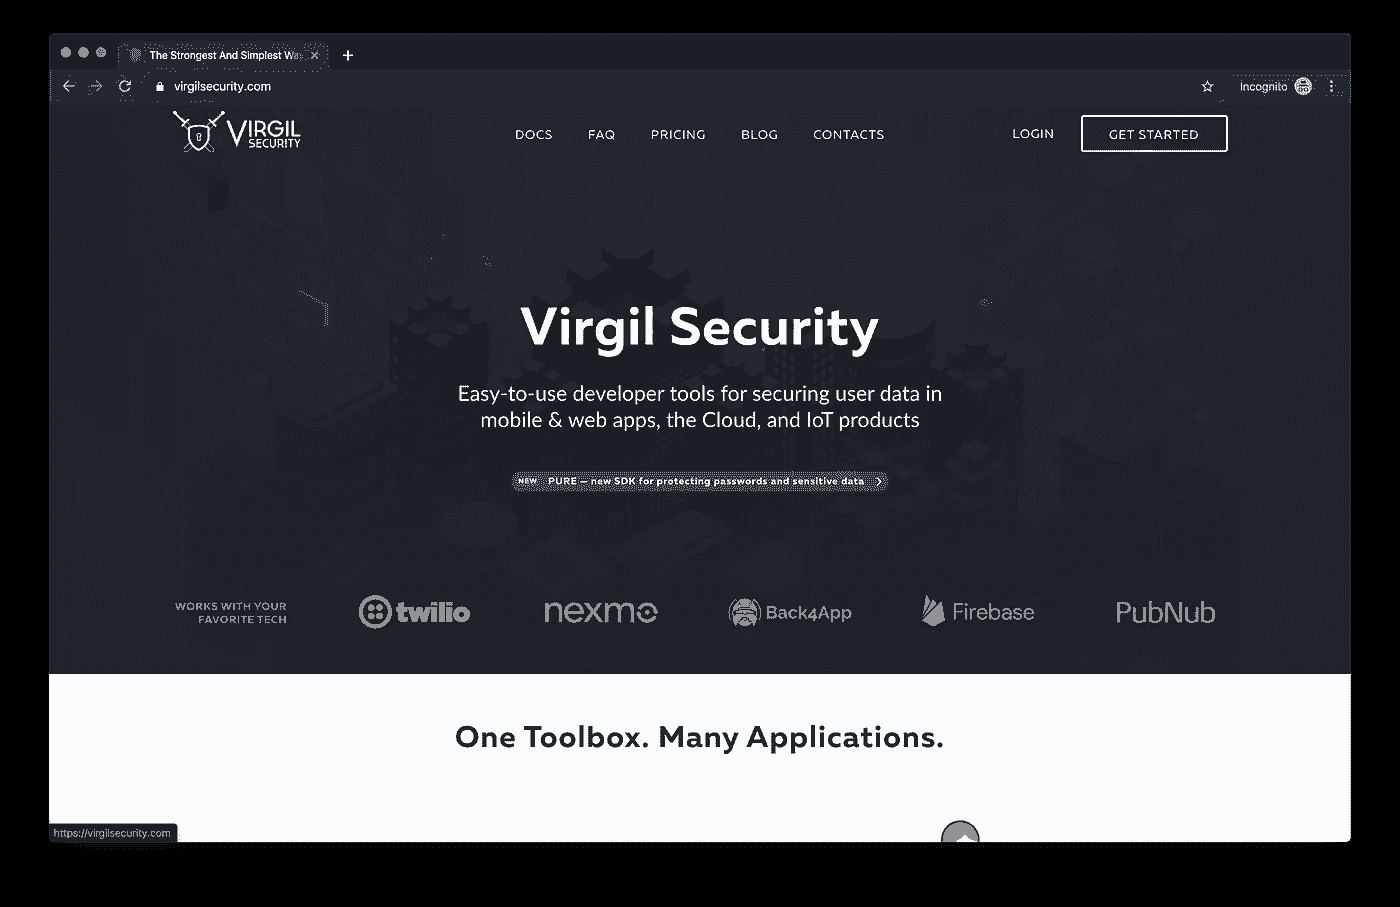 The Strongest And Simplest Wa
virgilsecurity.com
Incognito
VIRGIL
SECURITY
DOCS
FAQ
PRICING
BLOG
CONTACTS
LOGIN
GET STARTED
Virgil Security
Easy-to-use developer tools for securing user data in
mobile & web apps, the Cloud, and IoT products
NEW PURE — new SDK for protecting passwords and sensitive data
WORKS WITH YOUR
FAVORITE TECH
twilio
nexmo
Back4App
Firebase
PubNub
One Toolbox. Many Applications.
https://virgilsecurity.com